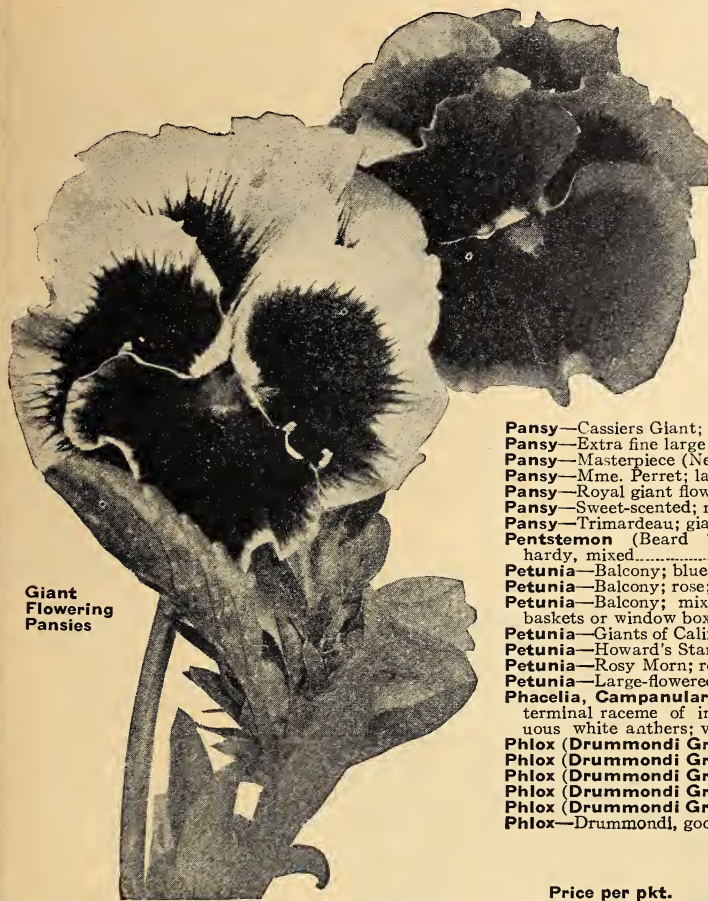 Giant
Flowering
Pansies
Pansy—Cassiers Giant;
Pansy—Extra fine large
Pansy—Masterpiece (Ne
Pansy—Mme. Perret; la
Pansy—Royal giant flow
Pansy—Sweet-scented; m
Pansy—Trimardeau; gia
Pentstemon (Beard
hardy, mixed
Petunia—Balcony; blue
Petunia—Balcony; rose;
Petunia—Balcony; mix
baskets or window box
Petunia—Giants of Cali
Petunia—Howard's Star
Petunia—Rosy Morn; ro
Petunia—Large-flowered
Phacelia, Campanular
terminal raceme of in
uous white anthers; v
Phlox (Drummondi Gr
Phlox (Drummondi Gr
Phlox (Drummondi Gr
Phlox (Drummondi Gr
Phlox (Drummondi Gr
Phlox—Drummondi, goo
Price per pkt.